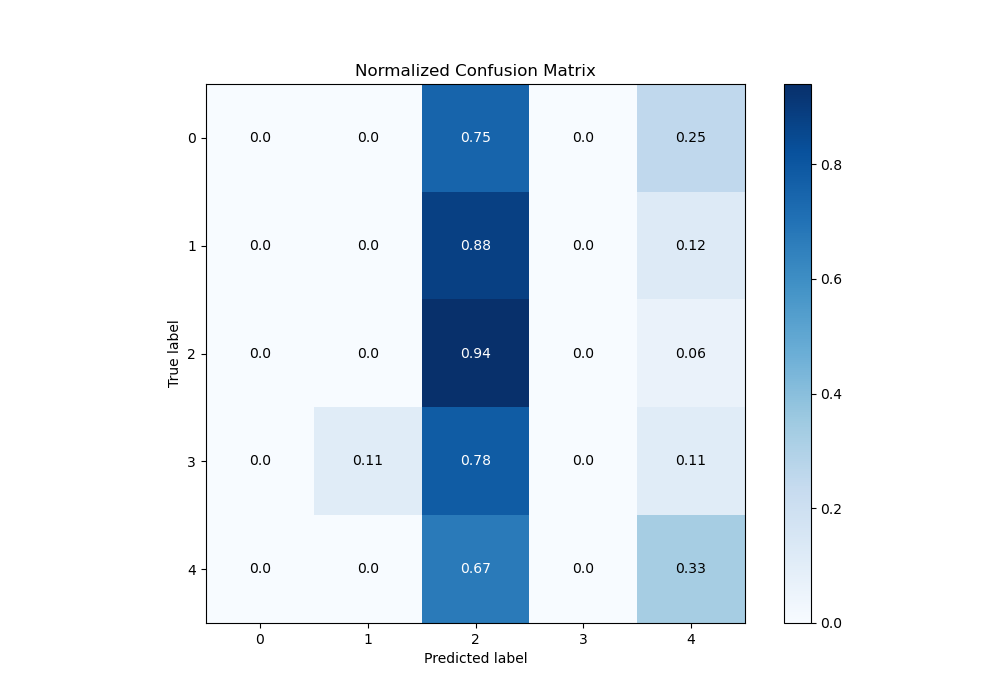 Normalized Confusion Matrix
True label
0 0.0 0.0 0.75 0.0 0.25
1 0.0 0.0 0.88 0.0 0.12
2 0.0 0.0 0.94 0.0 0.06
3 0.0 0.11 0.78 0.0 0.11
4 0.0 0.0 0.67 0.0 0.33
0 1 2 3 4
Predicted label
0.8
0.6
0.4
0.2
0.0